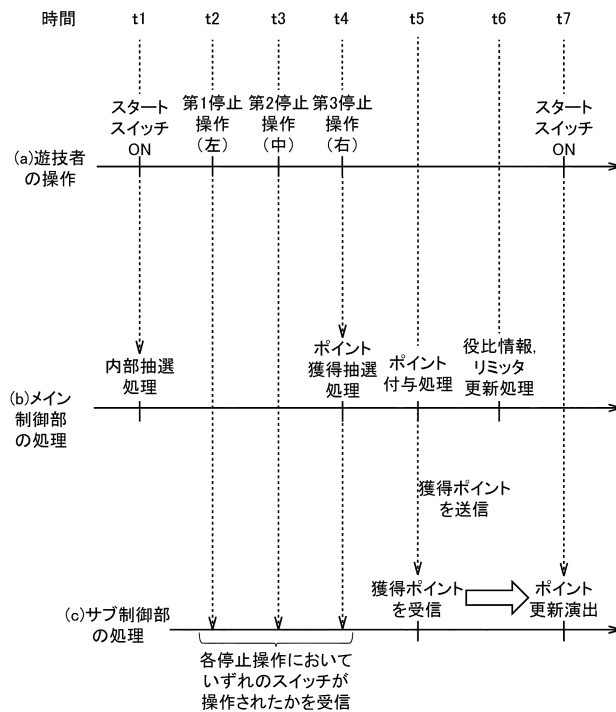 時間 t1 t2 t3 t4 t5 t6 t7
スタート
スイッチ
ON
第1停止
操作
(左)
第2停止
操作
(中)
第3停止
操作
(右)
スタート
スイッチ
ON
(a)遊技者
の操作
内部抽選
処理
ポイント
獲得抽選
処理
ポイント
付与処理
役比情報,
リミッタ
更新処理
(b)メイン
制御部
の処理
獲得ポイント
を送信
獲得ポイント
を受信
ポイント
更新演出
(c)サブ制御部
の処理
各停止操作において
いずれのスイッチが
操作されたかを受信